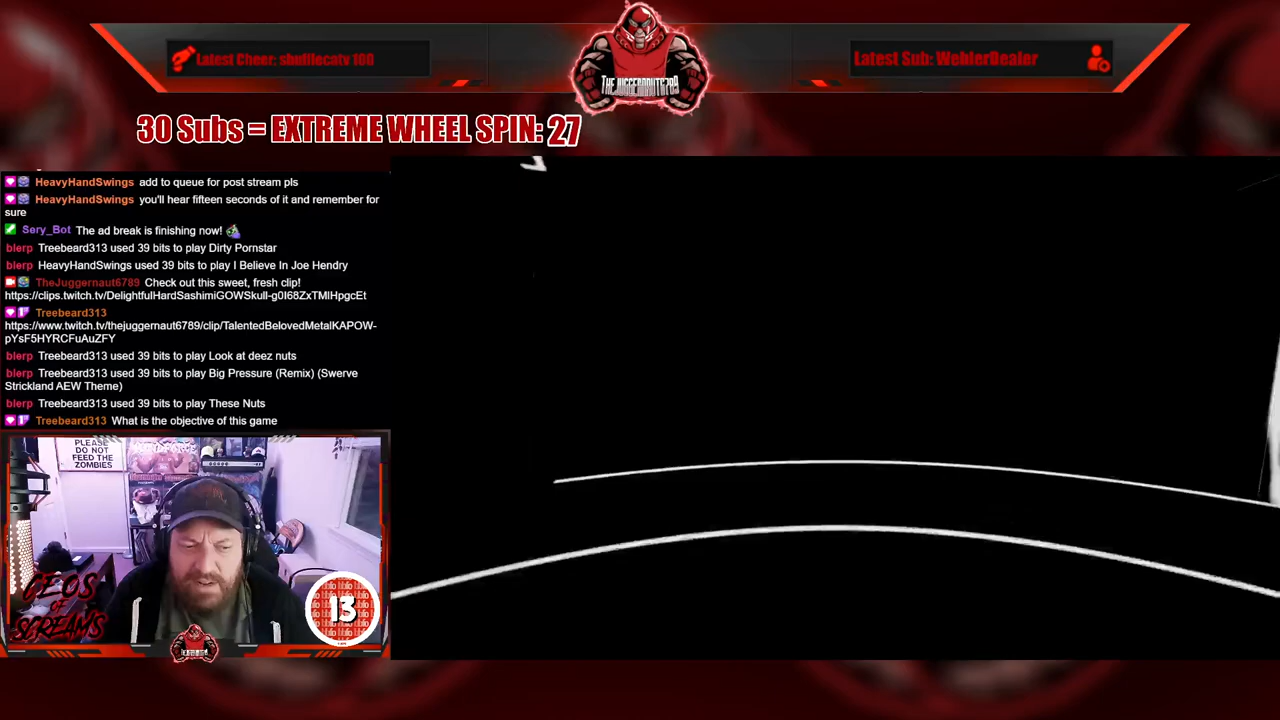 Latest Cheer: shufflecatv 100
THEJUGGERNAUT6789
Latest Sub: WehlerDealer
30 Subs = EXTREME WHEEL SPIN: 27
HeavyHandSwings add to queue for post stream pls
HeavyHandSwings you'll hear fifteen seconds of it and remember for
sure
Sery_Bot The ad break is finishing now!
blerp Treebeard313 used 39 bits to play Dirty Pornstar
blerp HeavyHandSwings used 39 bits to play I Believe In Joe Hendry
TheJuggernaut6789 Check out this sweet, fresh clip!
https://clips.twitch.tv/DelightfulHardSashimiGOWSkull-g0I68ZxTMlHpgcEt
Treebeard313
https://www.twitch.tv/thejuggernaut6789/clip/TalentedBelovedMetalKAPOW-
pYsF5HYRCFuAuZFY
blerp Treebeard313 used 39 bits to play Look at deez nuts
blerp Treebeard313 used 39 bits to play Big Pressure (Remix) (Swerve
Strickland AEW Theme)
blerp Treebeard313 used 39 bits to play These Nuts
Treebeard313 What is the objective of this game
PLEASE
DO NOT
FEED THE
ZOMBIES
GEOS
OF
SCREAMS
13